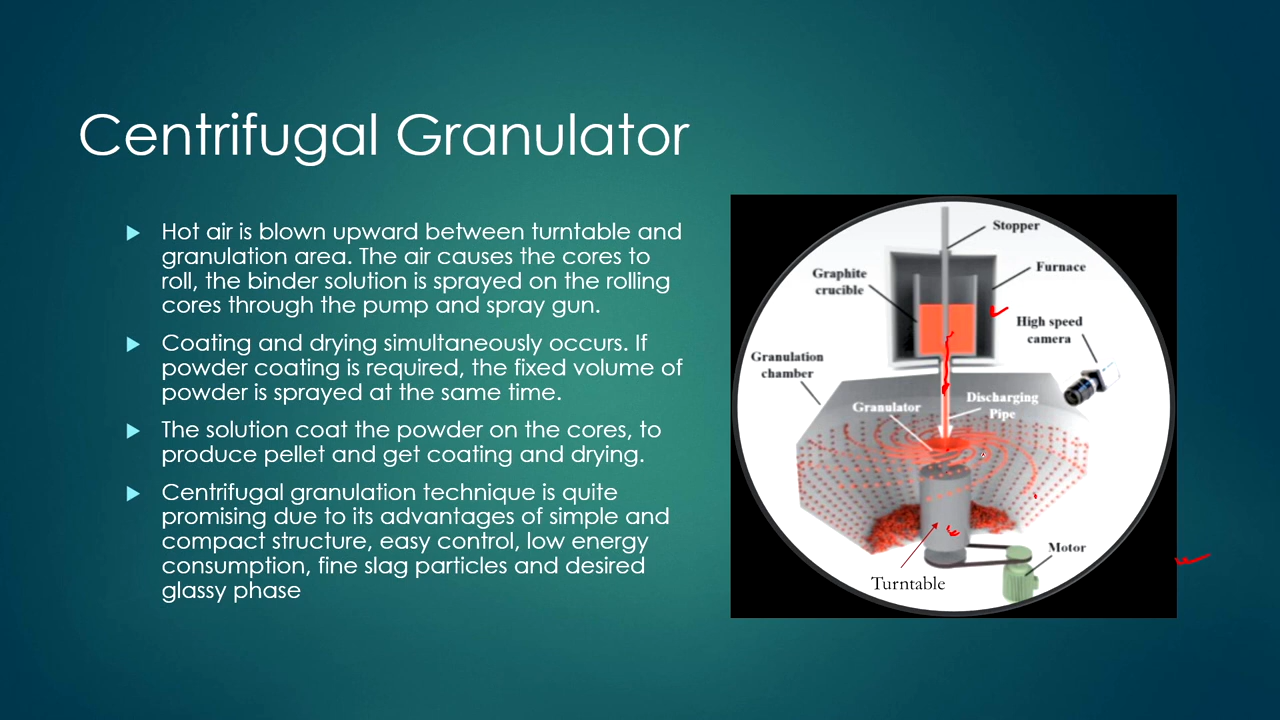 Centrifugal Granulator
Hot air is blown upward between turntable and
granulation area. The air causes the cores to
roll, the binder solution is sprayed on the rolling
cores through the pump and spray gun.
Coating and drying simultaneously occurs. If
powder coating is required, the fixed volume of
powder is sprayed at the same time.
The solution coat the powder on the cores, to
produce pellet and get coating and drying.
Centrifugal granulation technique is quite
promising due to its advantages of simple and
compact structure, easy control, low energy
consumption, fine slag particles and desired
glassy phase
Stopper
Furnace
Graphite
crucible
High speed
camera
Granulation
chamber
Granulator
Discharging
Pipe
Motor
Turntable